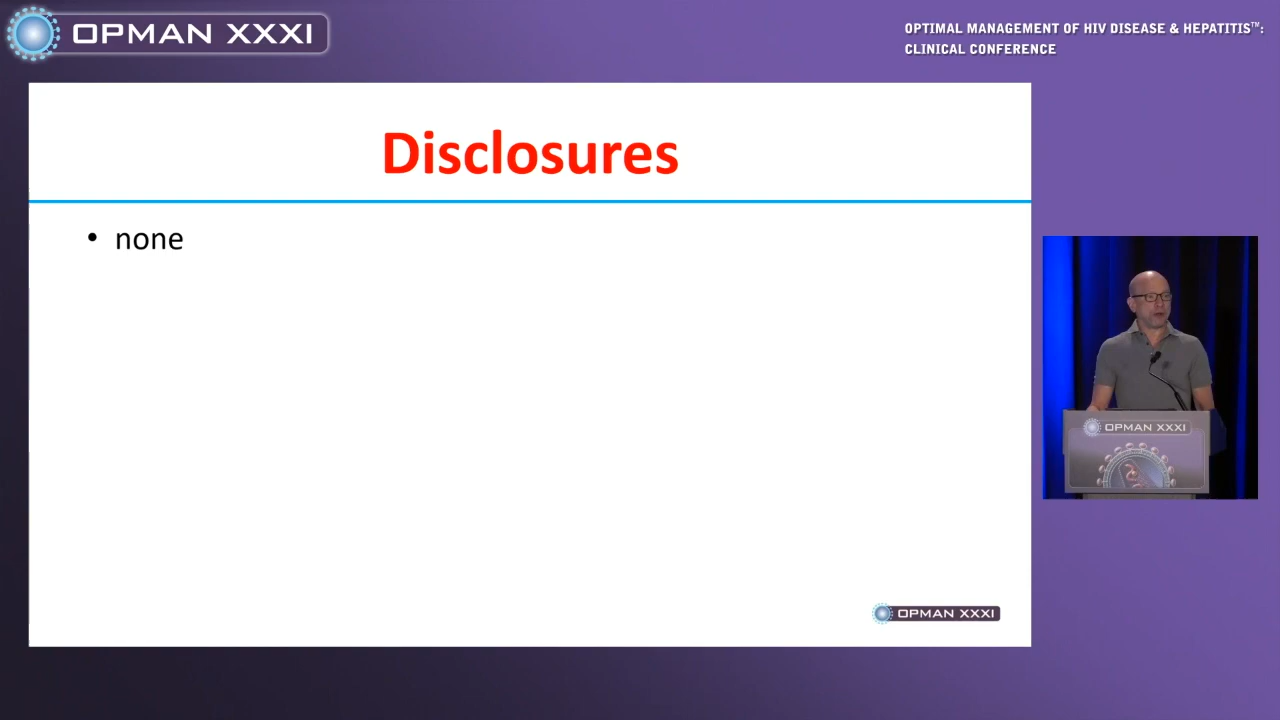 OPMAN XXXI
OPTIMAL MANAGEMENT OF HIV DISEASE & HEPATITIS™:
CLINICAL CONFERENCE
Disclosures
• none
OPMAN XXXI
OPMAN XXXI